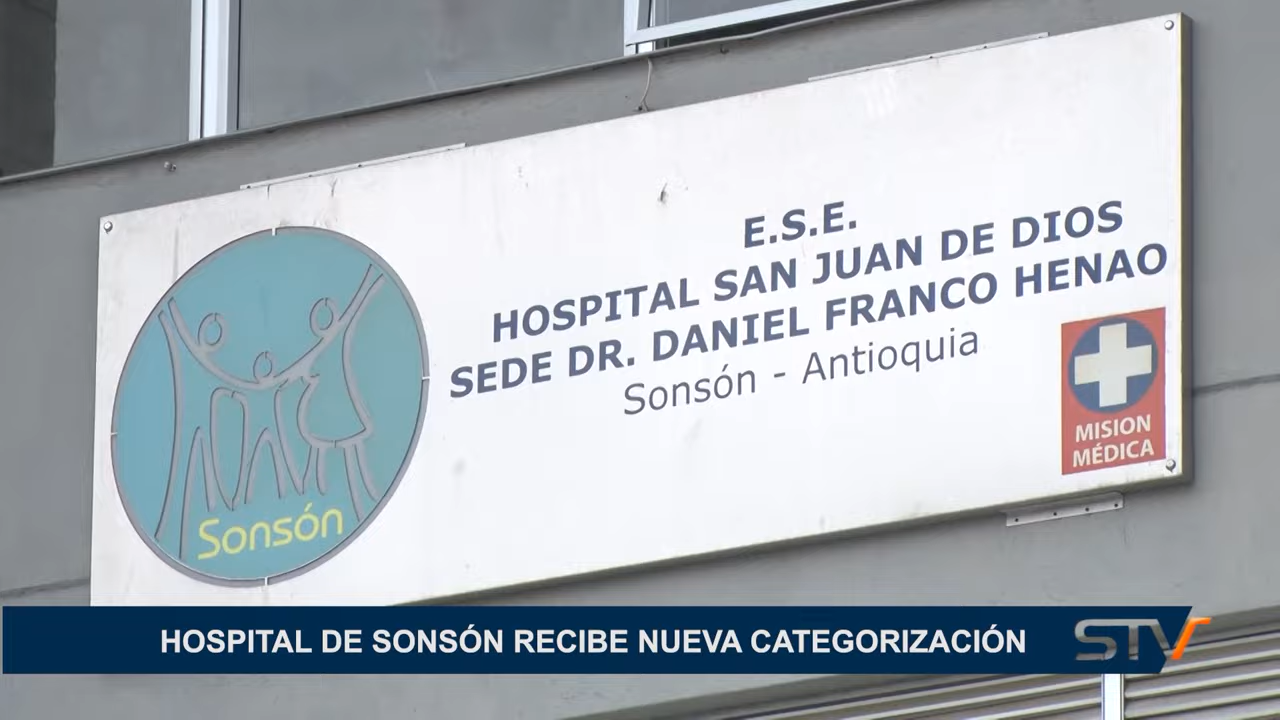 E.S.E.
HOSPITAL SAN JUAN DE DIOS
SEDE DR. DANIEL FRANCO HENAO
Sonsón - Antioquia
MISION
MÉDICA
Sonsón
HOSPITAL DE SONSÓN RECIBE NUEVA CATEGORIZACIÓN
STV